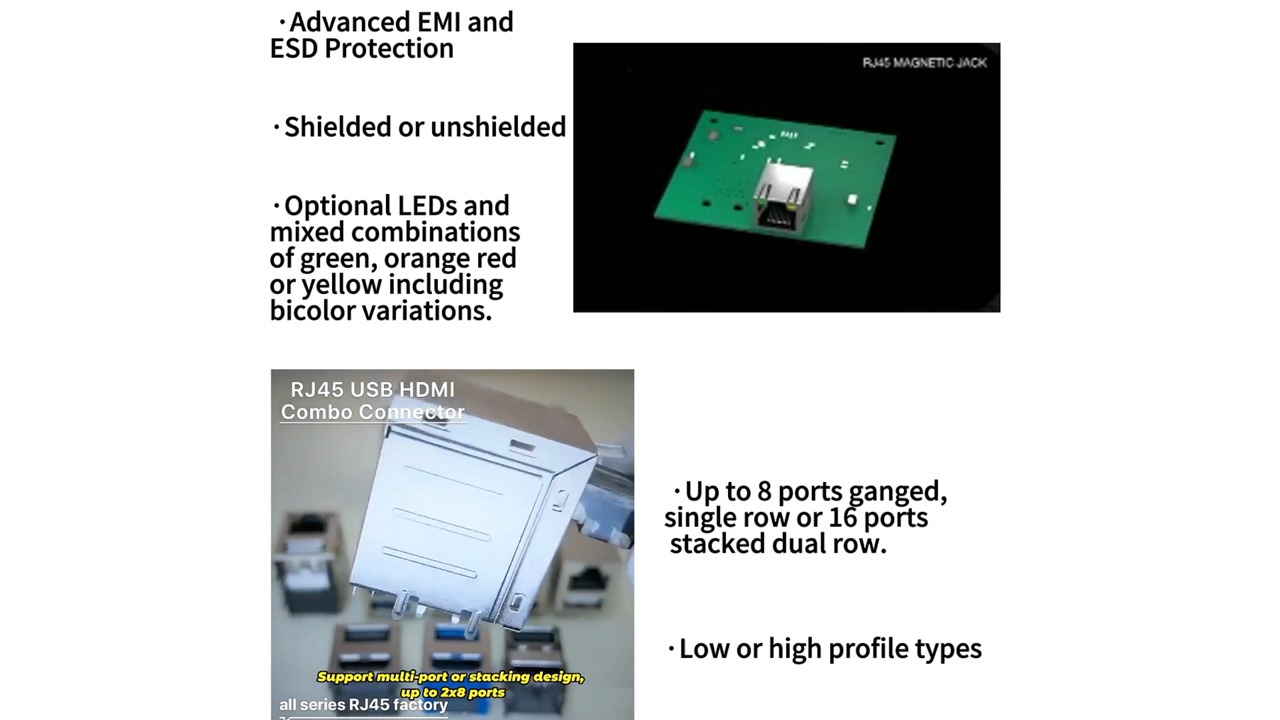 ·Advanced EMI and
ESD Protection
·Shielded or unshielded
·Optional LEDs and
mixed combinations
of green, orange red
or yellow including
bicolor variations.
RJ45 MAGNETIC JACK
RJ45 USB HDMI
Combo Connector
Support multi-port or stacking design,
up to 2x8 ports
all series RJ45 factory
·Up to 8 ports ganged,
single row or 16 ports
stacked dual row.
·Low or high profile types